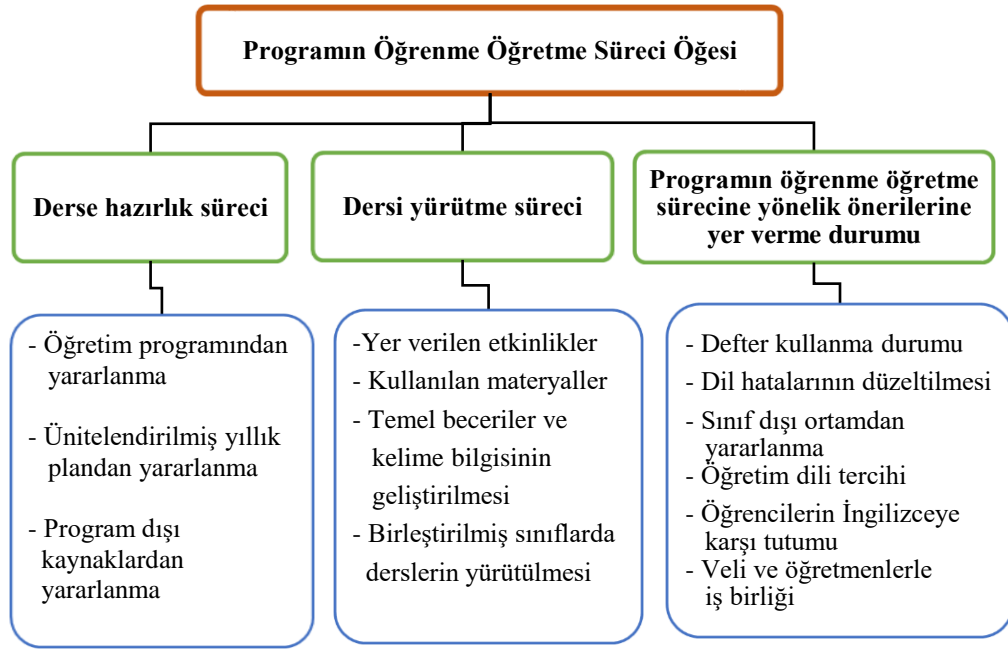 Programın Öğrenme Öğretme Süreci Öğesi
Derse hazırlık süreci
Dersi yürütme süreci
Programın öğrenme öğretme
sürecine yönelik önerilerine
yer verme durumu
- Öğretim programından
yararlanma
- Ünitelendirilmiş yıllık
plandan yararlanma
- Program dışı
kaynaklardan
yararlanma
-Yer verilen etkinlikler
- Kullanılan materyaller
- Temel beceriler ve
kelime bilgisinin
geliştirilmesi
- Birleştirilmiş sınıflarda
derslerin yürütülmesi
- Defter kullanma durumu
- Dil hatalarının düzeltilmesi
- Sınıf dışı ortamdan
yararlanma
- Öğretim dili tercihi
- Öğrencilerin İngilizceye
karşı tutumu
- Veli ve öğretmenlerle
iş birliği